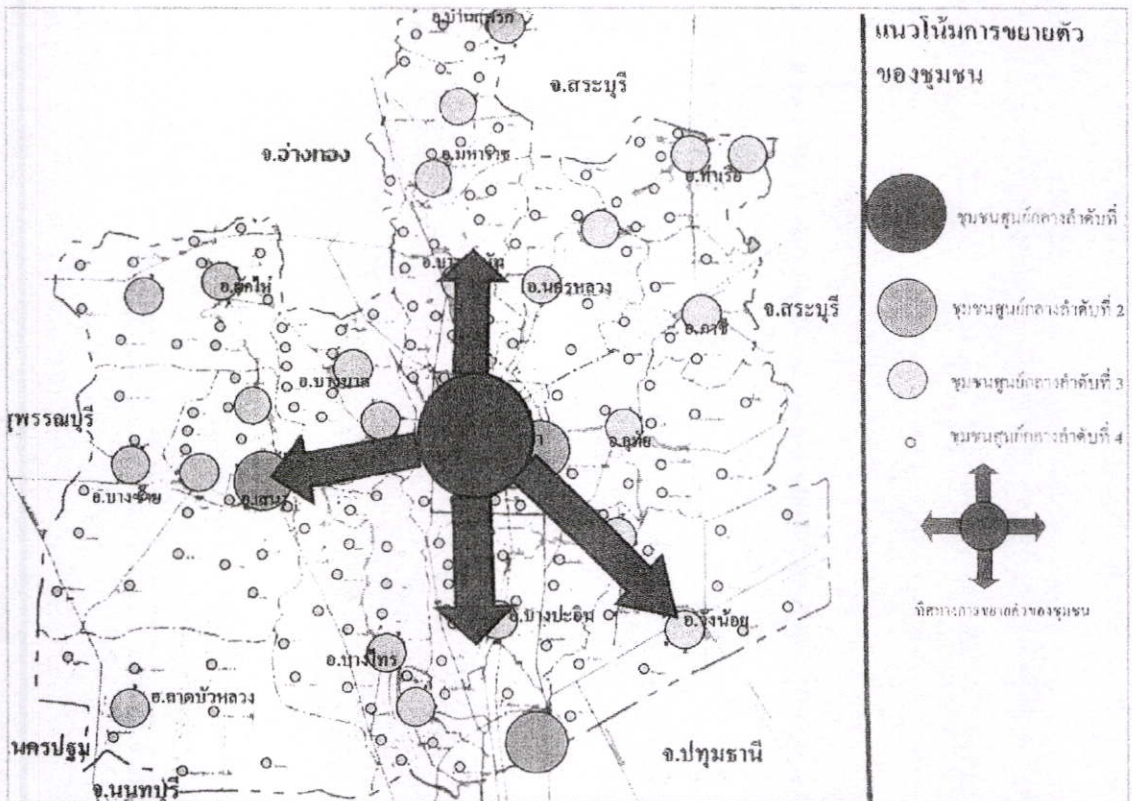 อ.บ้านแพรก
จ.สระบุรี
จ.อ่างทอง
อ.มหาราช
อ.ท่าเรือ
อ.ผักไห่
อ.นครหลวง
จ.สระบุรี
อ.ภาชี
อ.บางบาล
อ.อุทัย
อ.เสนา
อ.บางซ้าย
อ.บางปะอิน
อ.วังน้อย
อ.บางไทร
อ.ลาดบัวหลวง
นครปฐม
จ.ปทุมธานี
จ.นนทบุรี
แนวโน้มการขยายตัว
ของชุมชน
ชุมชนศูนย์กลางลำดับที่
ชุมชนศูนย์กลางลำดับที่ 2
ชุมชนศูนย์กลางลำดับที่ 3
ชุมชนศูนย์กลางลำดับที่ 4
ทิศทางการขยายตัวของชุมชน